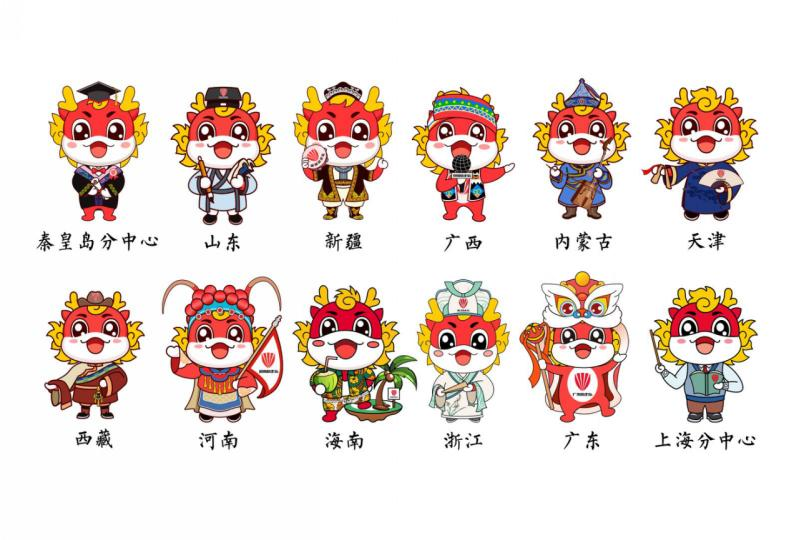 秦皇岛分中心
山东
新疆
广西
内蒙古
天津
西藏
河南
海南
浙江
广东
上海分中心